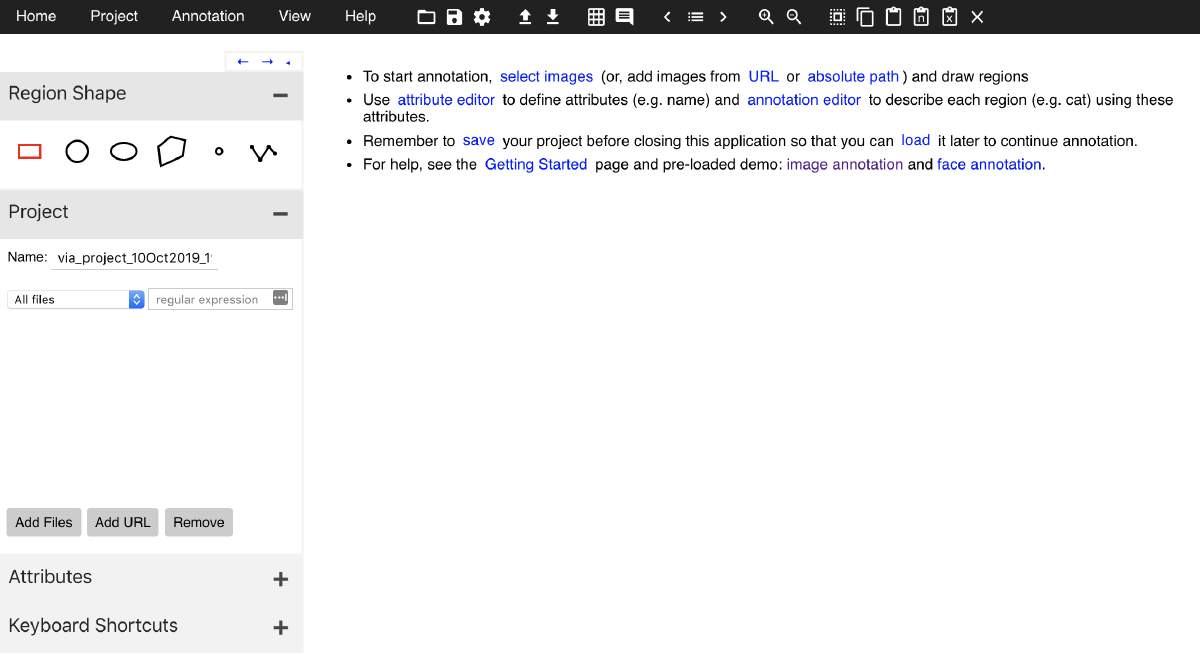 Home Project Annotation View Help
Region Shape
Project
Name: via_project_10Oct2019_1
All files
regular expression
Add Files Add URL Remove
Attributes
Keyboard Shortcuts
To start annotation, select images (or, add images from URL or absolute path) and draw regions
Use attribute editor to define attributes (e.g. name) and annotation editor to describe each region (e.g. cat) using these
attributes.
Remember to save your project before closing this application so that you can load it later to continue annotation.
For help, see the Getting Started page and pre-loaded demo: image annotation and face annotation.